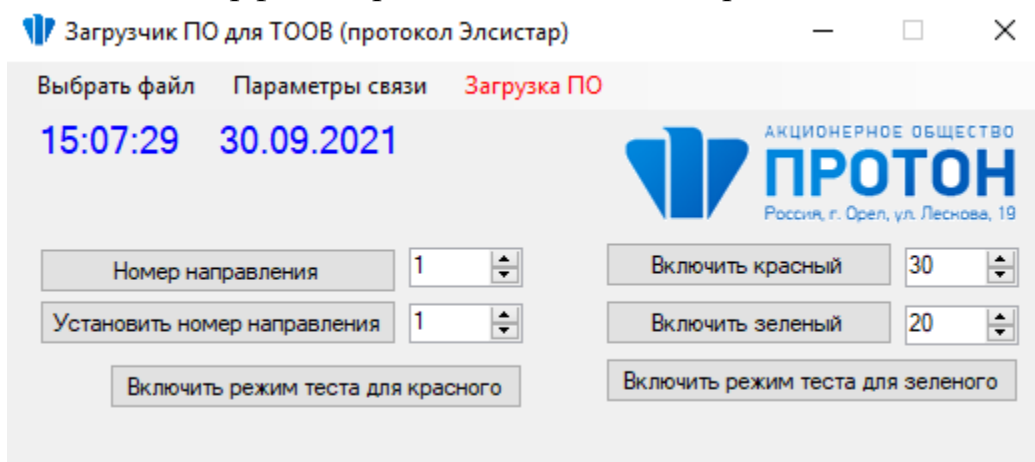 Загрузчик ПО для ТООВ (протокол Элсистар)
Выбрать файл Параметры связи Загрузка ПО
15:07:29 30.09.2021
АКЦИОНЕРНОЕ ОБЩЕСТВО
ПРОТОН
Россия, г. Орел, ул. Лескова, 19
Номер направления 1
Включить красный 30
Установить номер направления 1
Включить зеленый 20
Включить режим теста для красного
Включить режим теста для зеленого